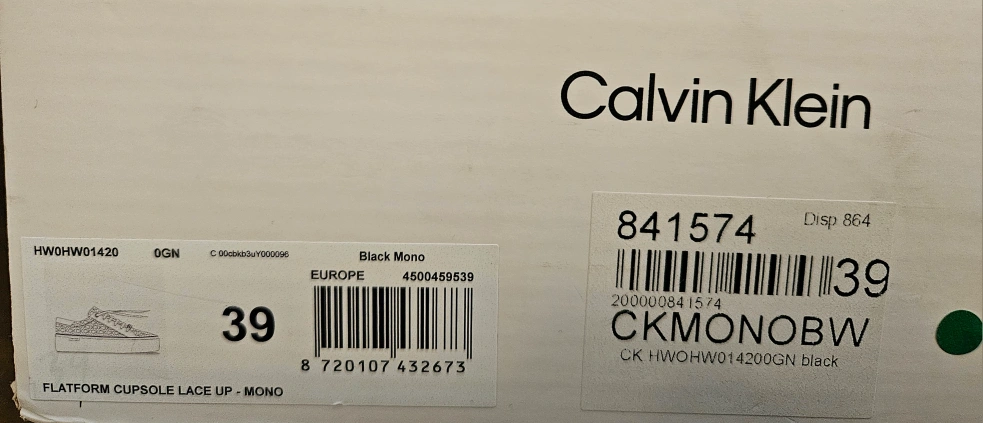 Calvin Klein
HW0HW01420 0GN C 00cbkb3uY000096 Black Mono
EUROPE 4500459539
39
8 720107 432673
FLATFORM CUPSOLE LACE UP - MONO
841574 Disp 864
39
200000841574
CKMONOBW
CK HWOHW014200GN black